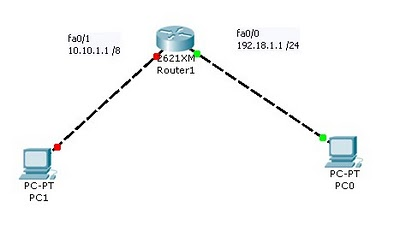 fa0/1
10.10.1.1 /8
fa0/0
192.18.1.1 /24
2621XM
Router1
PC-PT
PC1
PC-PT
PC0